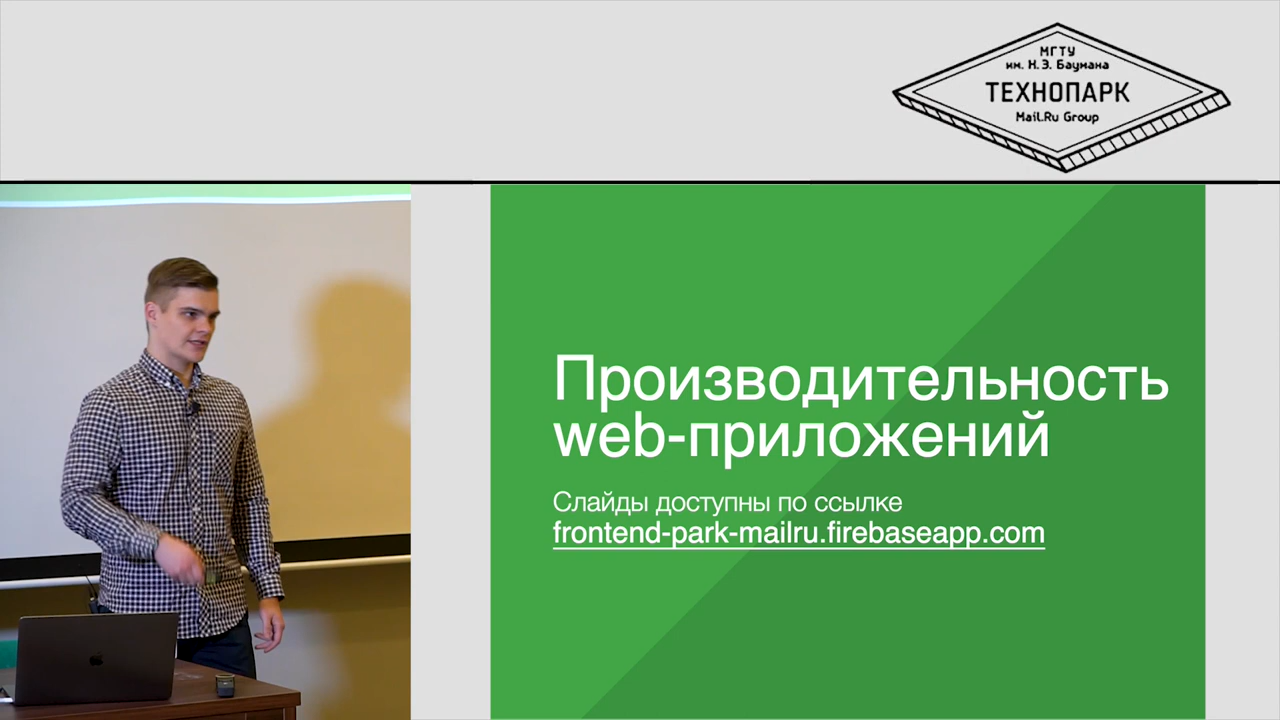 МГТУ
им. Н.Э. Баумана
ТЕХНОПАРК
Mail.Ru Group
Производительность
web-приложений
Слайды доступны по ссылке
frontend-park-mailru.firebaseapp.com